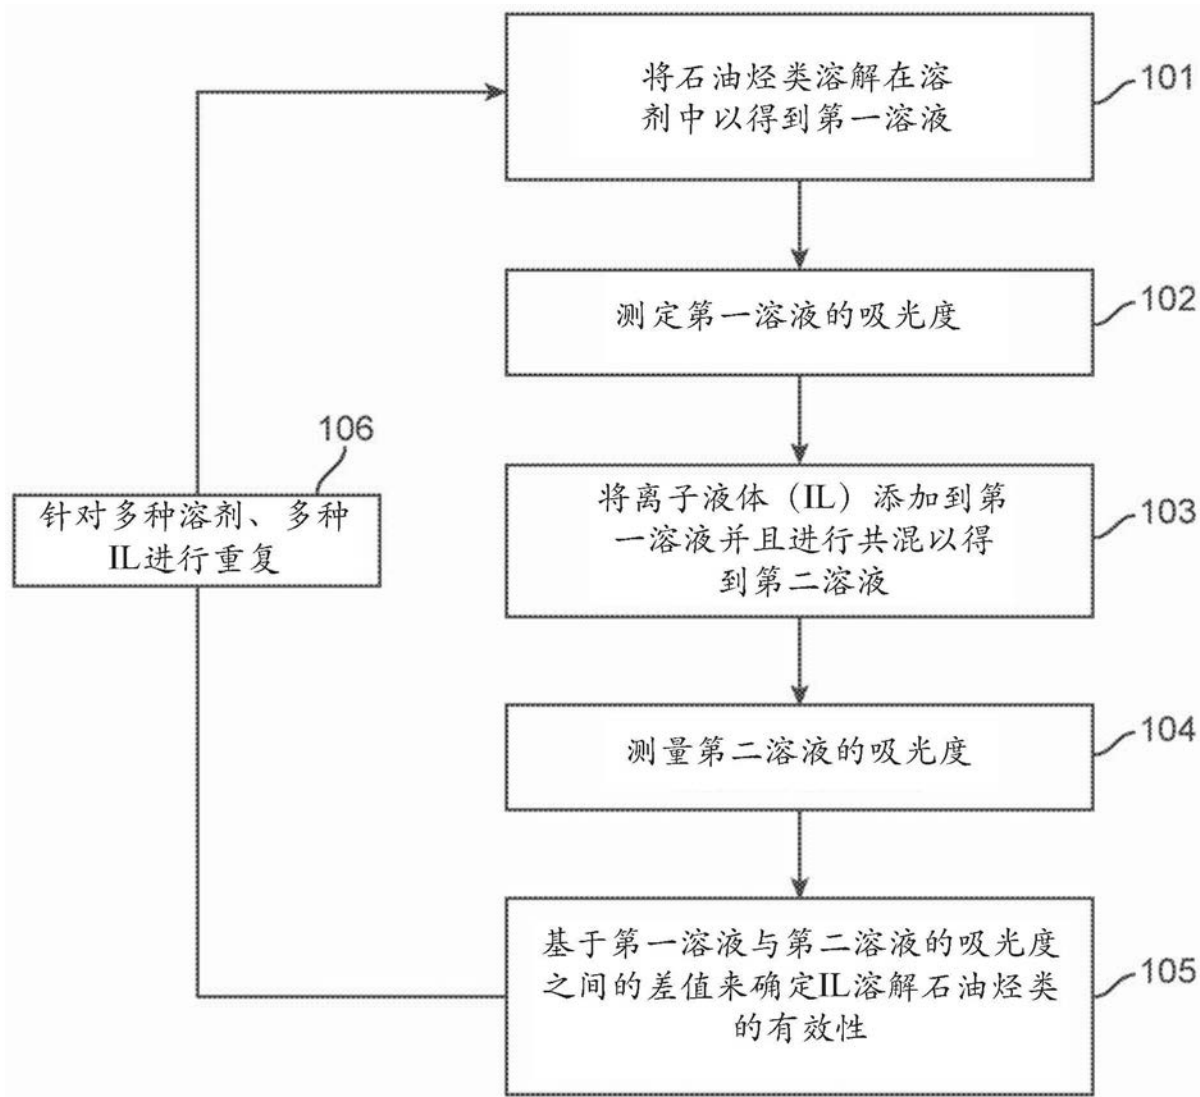 将石油烃类溶解在溶
剂中以得到第一溶液
101
测定第一溶液的吸光度
102
将离子液体（IL）添加到第
一溶液并且进行共混以得
到第二溶液
103
测量第二溶液的吸光度
104
基于第一溶液与第二溶液的吸光度
之间的差值来确定IL溶解石油烃类
的有效性
105
106
针对多种溶剂、多种
IL进行重复